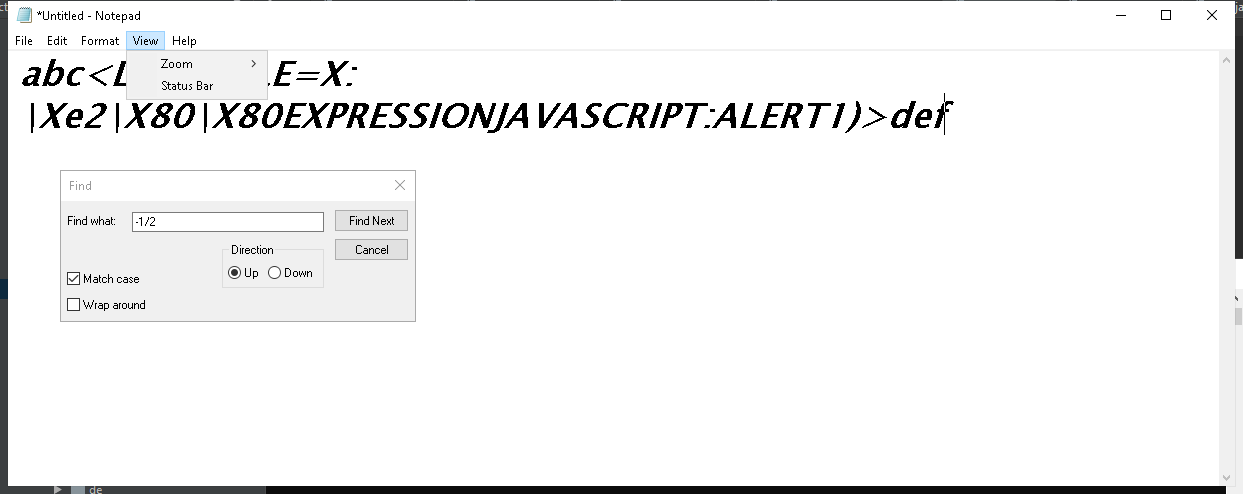 *Untitled - Notepad
File Edit Format View Help
Zoom
Status Bar
abc<L
.E=X:
|Xe2|X80|X80EXPRESSIONJAVASCRIPT:ALERT1)>def
Find
Find what: -1/2 Find Next
Direction Cancel
Up Down
Match case
Wrap around
de